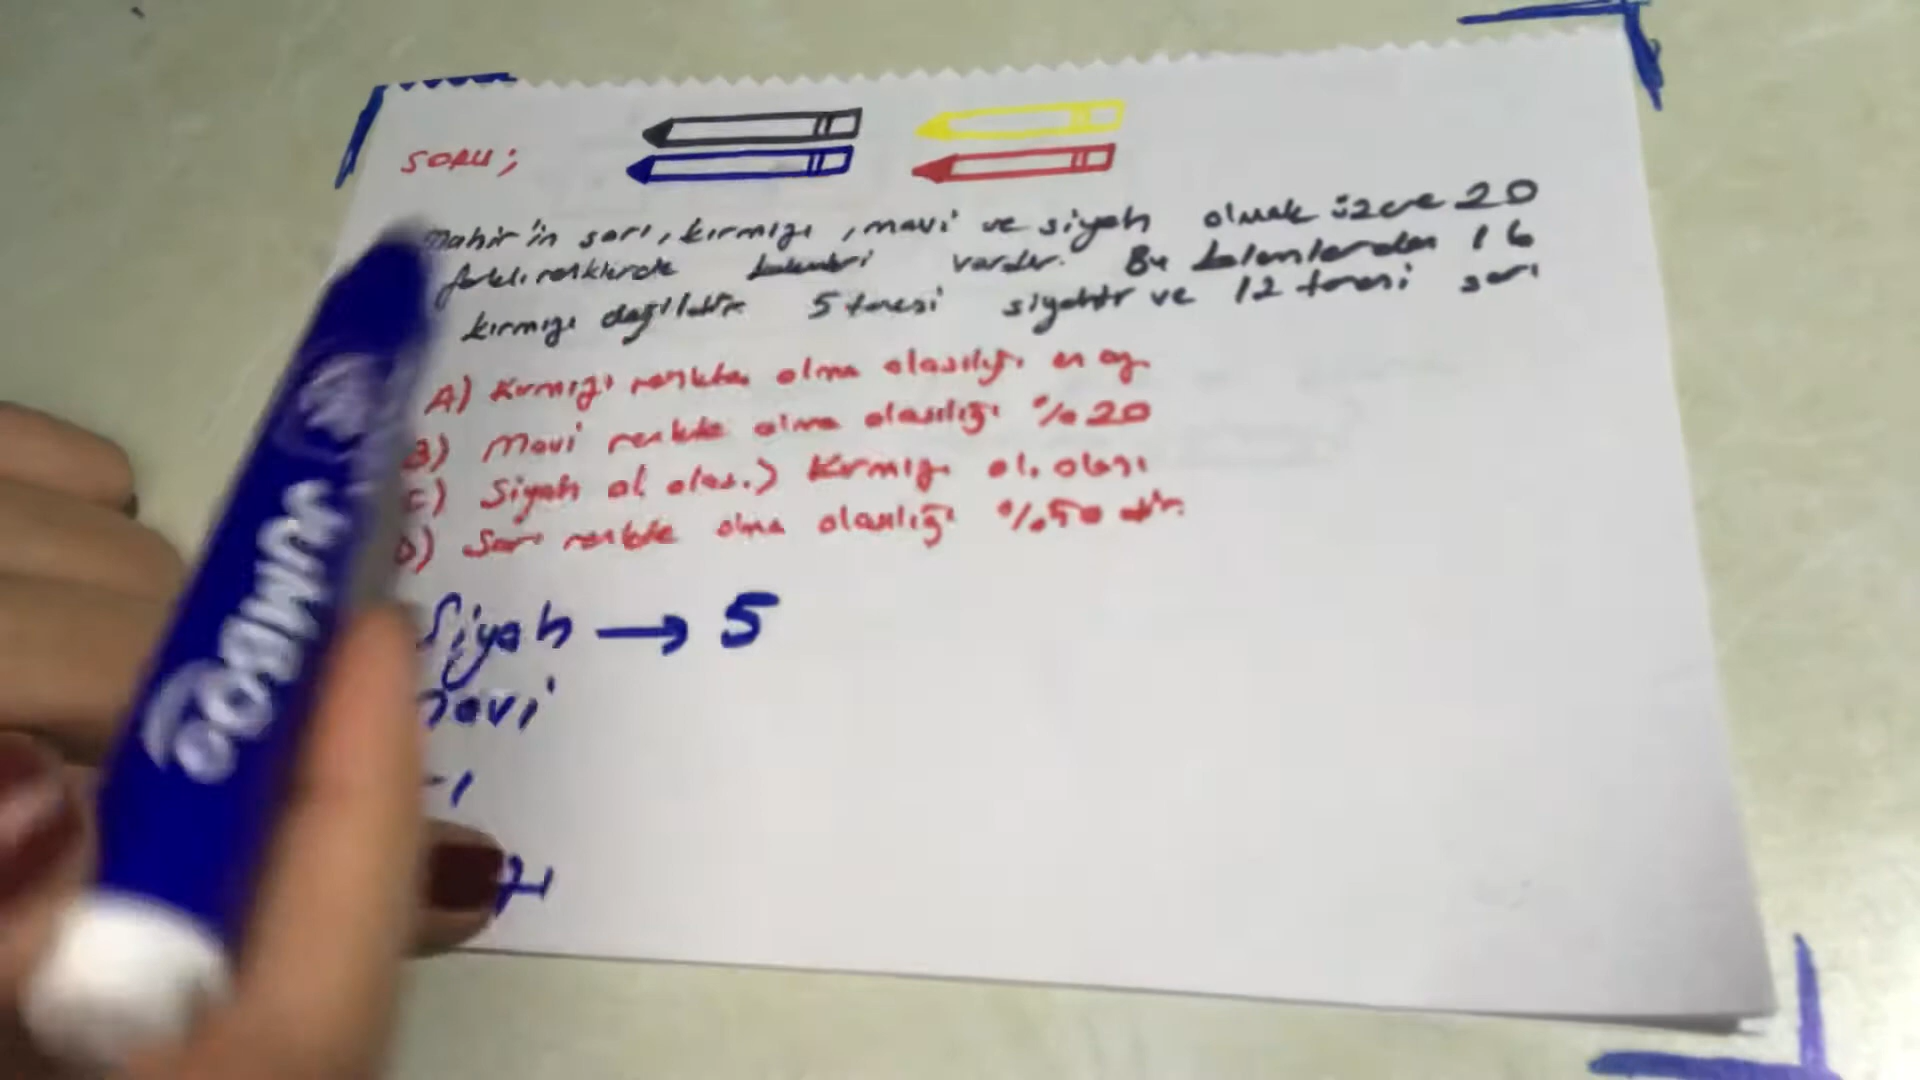 SORU;
Mahir'in sarı, kırmızı, mavi ve siyah olmak üzere 20
farklı renklerde kalemleri vardır. Bu kalemlerden 16
kırmızı değildir 5 tanesi siyahtır ve 12 tanesi sarı
A) Kırmızı renkte olma olasılığı en az.
B) Mavi renkte olma olasılığı %20
C) Siyah ol. olas.) Kırmızı ol. olası
D) Sarı renkte olma olasılığı %50 dir.
Siyah → 5
mavi
JUMBO